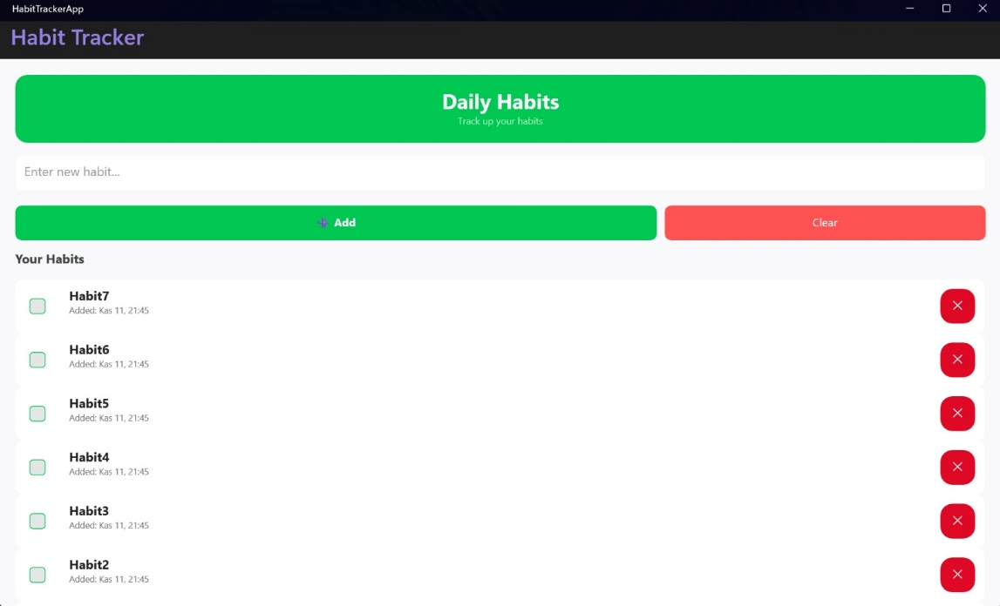 HabitTrackerApp
Habit Tracker
Daily Habits
Track up your habits
Enter new habit...
Add
Clear
Your Habits
Habit7
Added: Kas 11, 21:45
Habit6
Added: Kas 11, 21:45
Habit5
Added: Kas 11, 21:45
Habit4
Added: Kas 11, 21:45
Habit3
Added: Kas 11, 21:45
Habit2
Added: Kas 11, 21:45